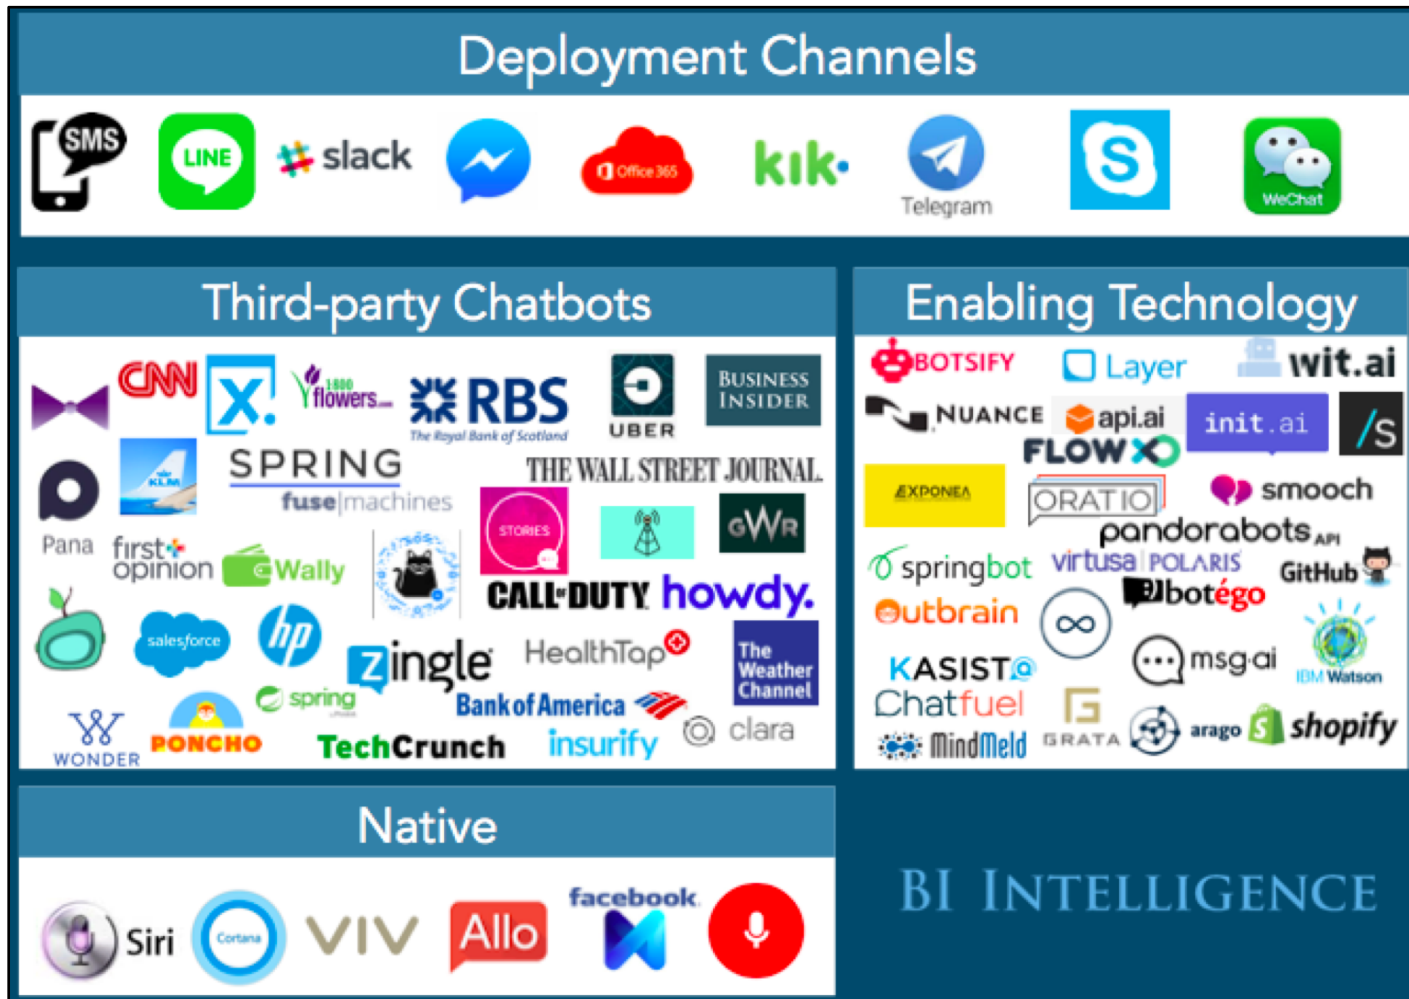 Deployment Channels
SMS
LINE
slack
Office 365
kik
Telegram
S
WeChat
Third-party Chatbots
CNN
X.
1800
flowers.com
RBS
The Royal Bank of Scotland
UBER
BUSINESS
INSIDER
KLM
SPRING
fuse|machines
THE WALL STREET JOURNAL.
STORIES
GWR
Pana
first
opinion
Wally
CALL OF DUTY
howdy.
salesforce
hp
zingle
HealthTap
The
Weather
Channel
spring
Bank of America
WONDER
PONCHO
TechCrunch
insurify
clara
Enabling Technology
BOTSIFY
Layer
wit.ai
NUANCE
api.ai
init.ai
/s
FLOW XO
EXPONEA
ORATIO
smooch
pandorabots API
springbot
virtusa|POLARIS
GitHub
Outbrain
botégo
KASIST@
msg.ai
IBM Watson
Chatfuel
GRATA
arago
shopify
MindMeld
Native
Siri
Cortana
VIV
Allo
facebook
BI INTELLIGENCE